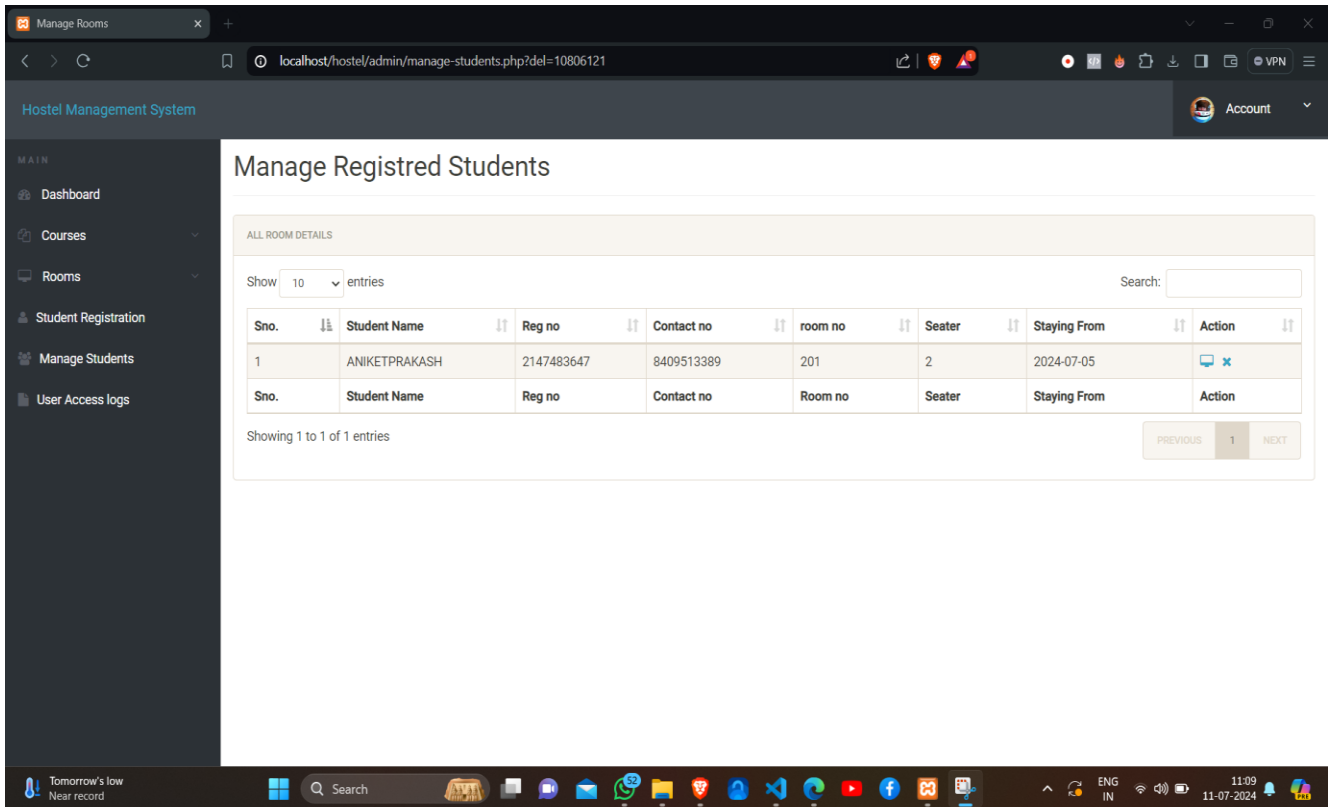 Manage Rooms
localhost/hostel/admin/manage-students.php?del=10806121
VPN
Hostel Management System
Account
MAIN
Dashboard
Courses
Rooms
Student Registration
Manage Students
User Access logs
Manage Registred Students
ALL ROOM DETAILS
Show 10 entries
Search:
Sno. Student Name Reg no Contact no room no Seater Staying From Action
1 ANIKETPRAKASH 2147483647 8409513389 201 2 2024-07-05
Sno. Student Name Reg no Contact no Room no Seater Staying From Action
Showing 1 to 1 of 1 entries
PREVIOUS 1 NEXT
Tomorrow's low
Near record
Search
52
ENG
IN
11:09
11-07-2024
PRE